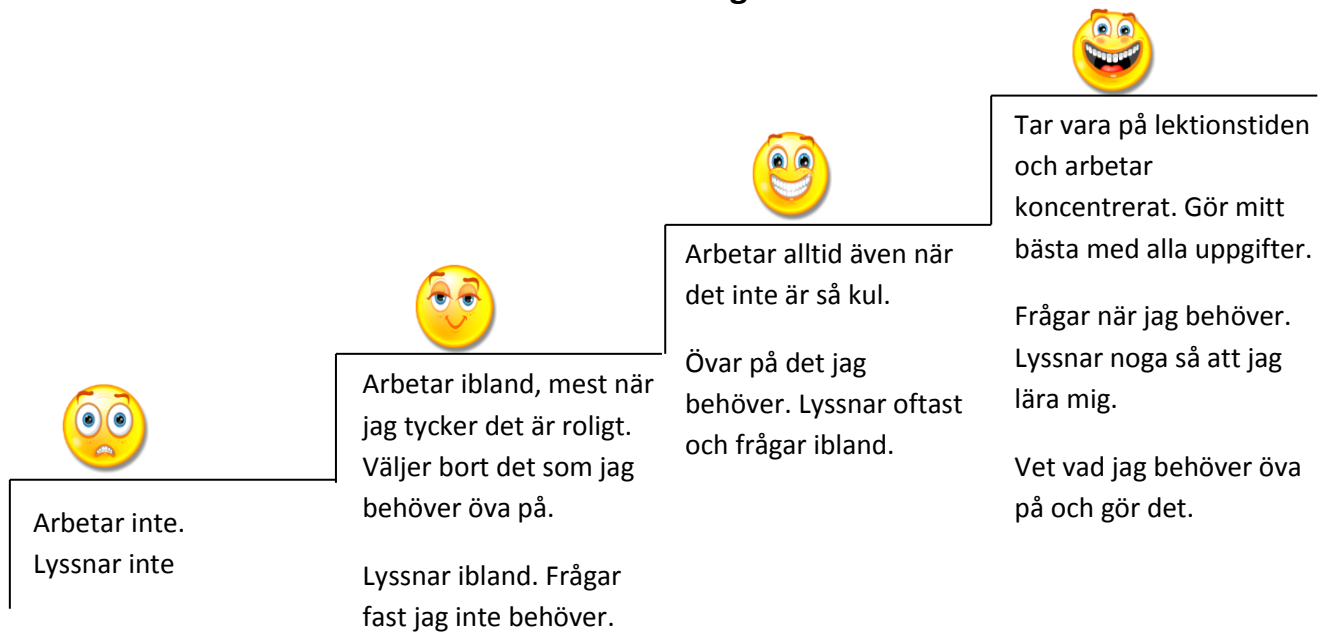 Arbetar inte.
Lyssnar inte
Arbetar ibland, mest när
jag tycker det är roligt.
Väljer bort det som jag
behöver öva på.
Lyssnar ibland. Frågar
fast jag inte behöver.
Arbetar alltid även när
det inte är så kul.
Övar på det jag
behöver. Lyssnar oftast
och frågar ibland.
Tar vara på lektionstiden
och arbetar
koncentrerat. Gör mitt
bästa med alla uppgifter.
Frågar när jag behöver.
Lyssnar noga så att jag
lära mig.
Vet vad jag behöver öva
på och gör det.